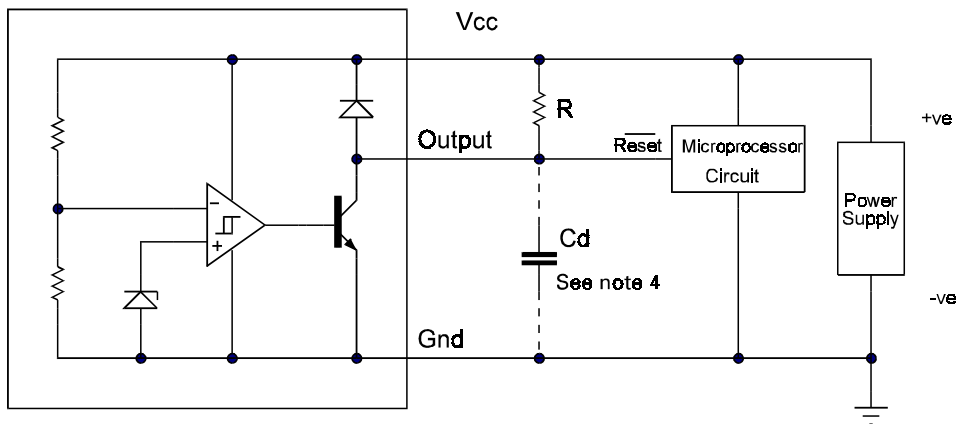 Vcc
R
+ve
Output
Reset
Microprocessor
Circuit
Power
Supply
−
+
Cd
See note 4
-ve
Gnd